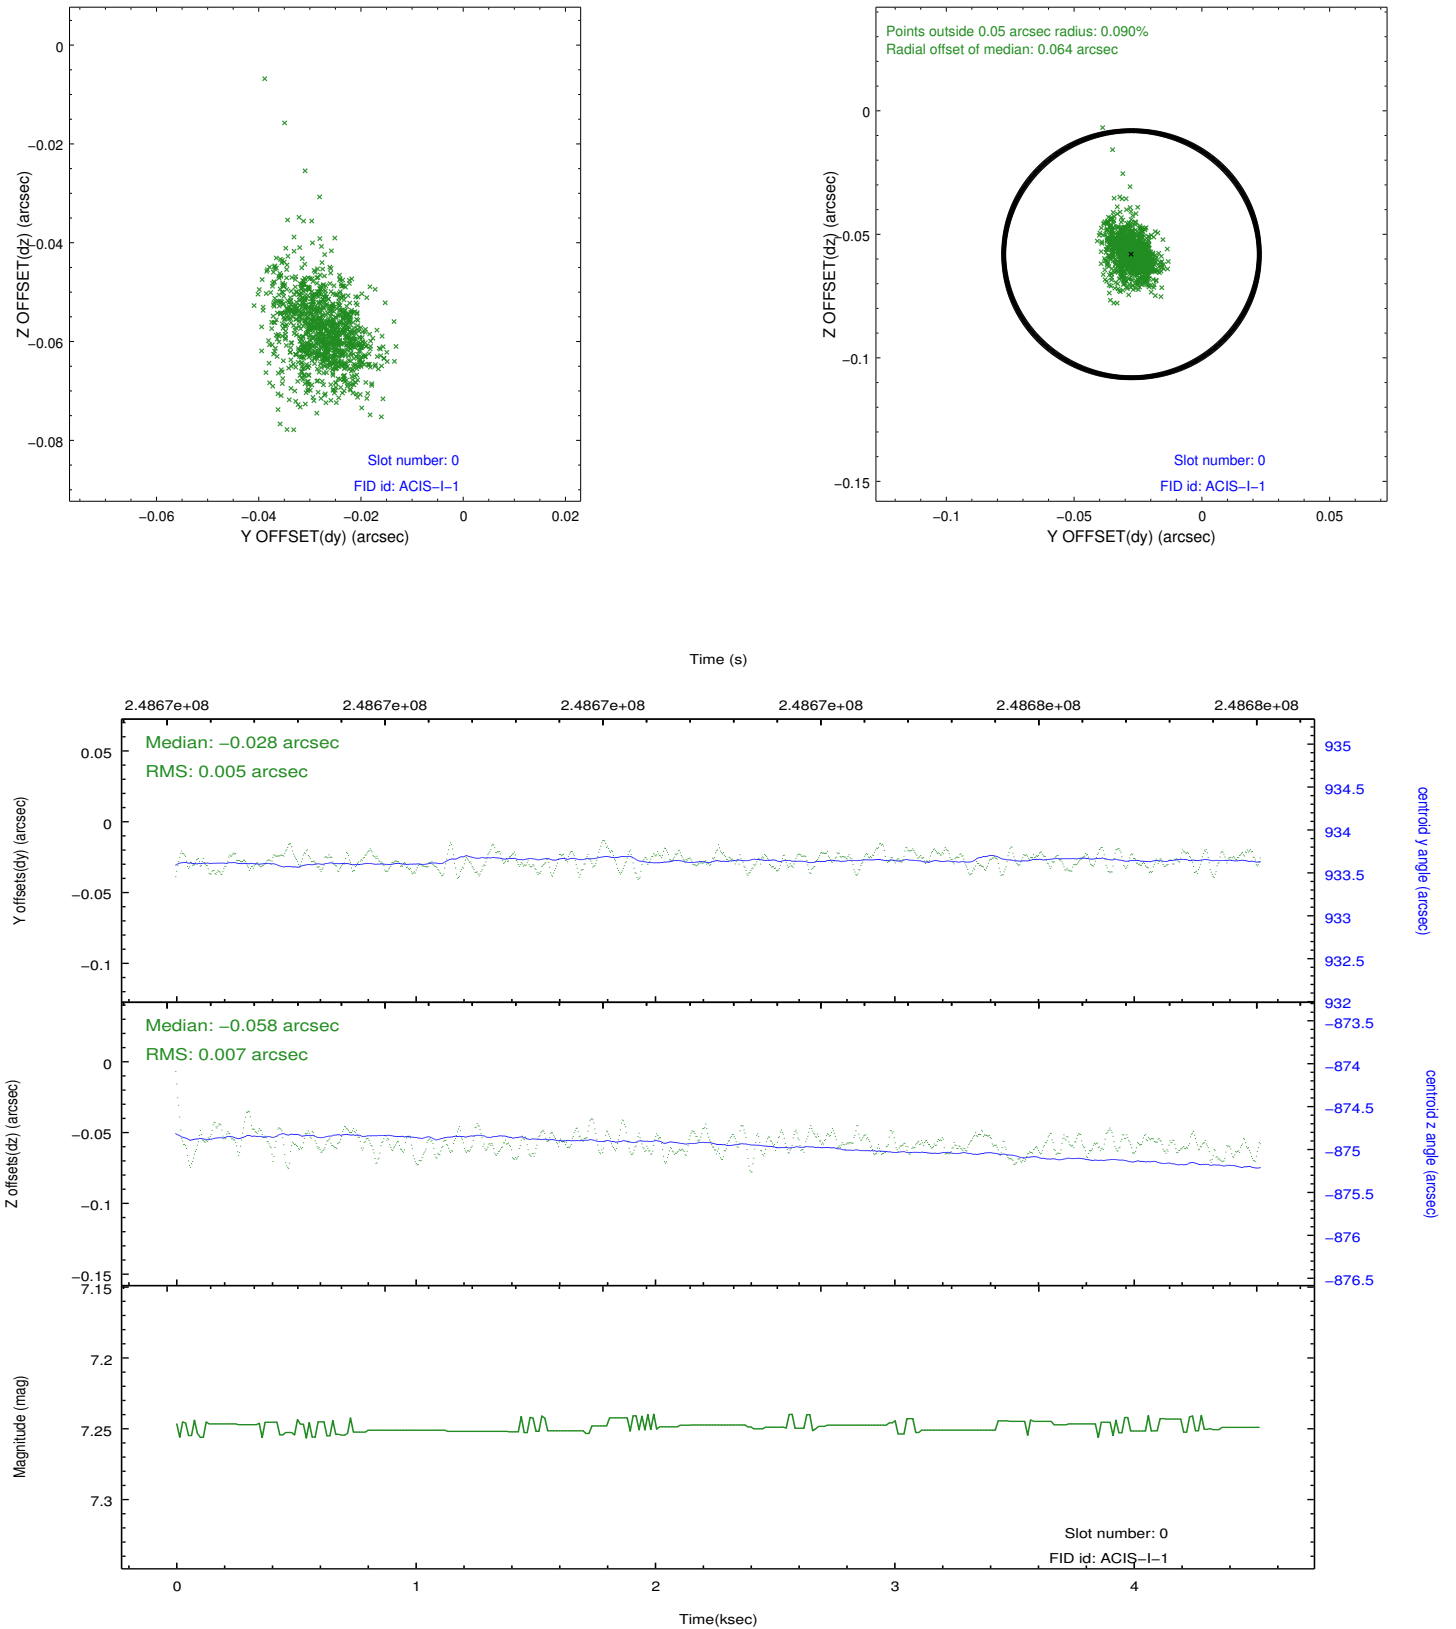 0
−0.02
−0.04
−0.06
−0.08
Z OFFSET(dz) (arcsec)
Slot number: 0
FID id: ACIS−I−1
−0.06
−0.04
−0.02
0
0.02
Y OFFSET(dy) (arcsec)
Points outside 0.05 arcsec radius: 0.090%
Radial offset of median: 0.064 arcsec
0
−0.05
−0.1
−0.15
Z OFFSET(dz) (arcsec)
Slot number: 0
FID id: ACIS−I−1
−0.1
−0.05
0
0.05
Y OFFSET(dy) (arcsec)
Time (s)
2.4867e+08
2.4867e+08
2.4867e+08
2.4867e+08
2.4868e+08
2.4868e+08
Median: −0.028 arcsec
RMS: 0.005 arcsec
0.05
0
−0.05
−0.1
Y offsets(dy) (arcsec)
935
934.5
934
933.5
933
932.5
932
centroid y angle (arcsec)
Median: −0.058 arcsec
RMS: 0.007 arcsec
0
−0.05
−0.1
−0.15
Z offsets(dz) (arcsec)
−873.5
−874
−874.5
−875
−875.5
−876
−876.5
centroid z angle (arcsec)
7.15
7.2
7.25
7.3
Magnitude (mag)
Slot number: 0
FID id: ACIS−I−1
0
1
2
3
4
Time(ksec)